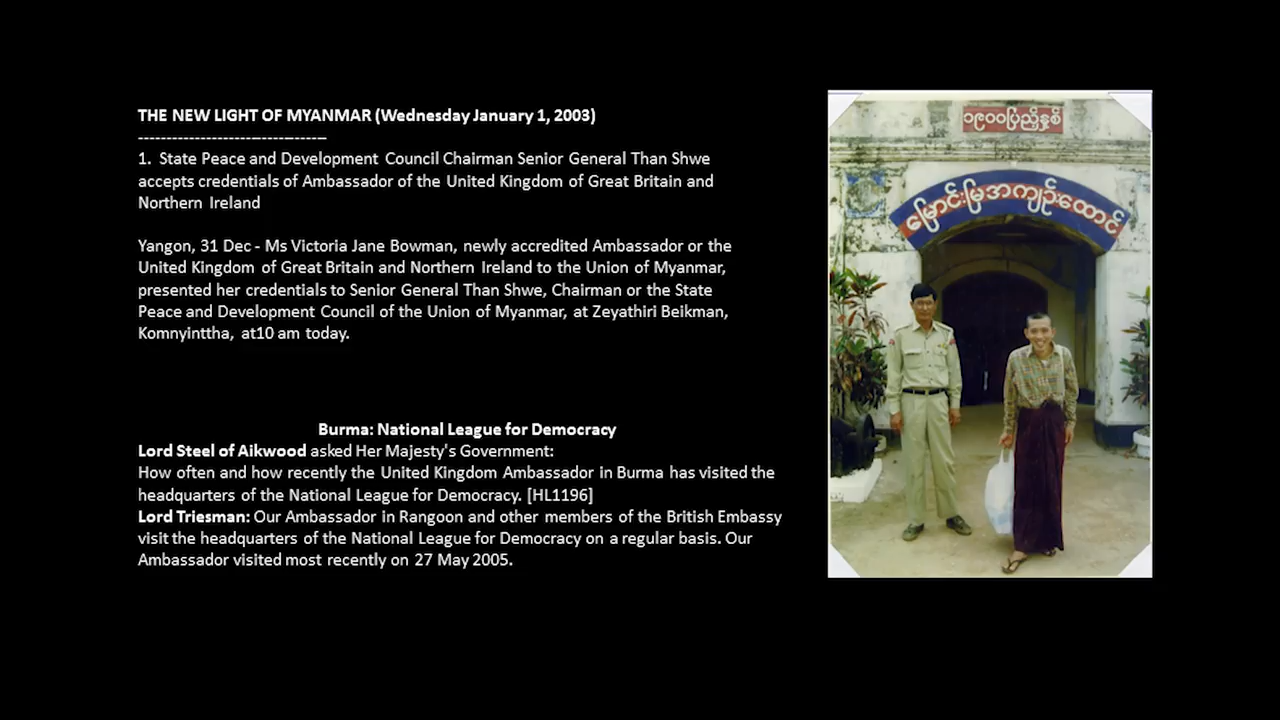 THE NEW LIGHT OF MYANMAR (Wednesday January 1, 2003)
---------------------------------
1. State Peace and Development Council Chairman Senior General Than Shwe
accepts credentials of Ambassador of the United Kingdom of Great Britain and
Northern Ireland
Yangon, 31 Dec - Ms Victoria Jane Bowman, newly accredited Ambassador or the
United Kingdom of Great Britain and Northern Ireland to the Union of Myanmar,
presented her credentials to Senior General Than Shwe, Chairman or the State
Peace and Development Council of the Union of Myanmar, at Zeyathiri Beikman,
Komnyinttha, at10 am today.
Burma: National League for Democracy
Lord Steel of Aikwood asked Her Majesty's Government:
How often and how recently the United Kingdom Ambassador in Burma has visited the
headquarters of the National League for Democracy. [HL1196]
Lord Triesman: Our Ambassador in Rangoon and other members of the British Embassy
visit the headquarters of the National League for Democracy on a regular basis. Our
Ambassador visited most recently on 27 May 2005.
၁၉၀၀ပြည့်နှစ်
မြောင်းမြအကျဉ်းထောင်